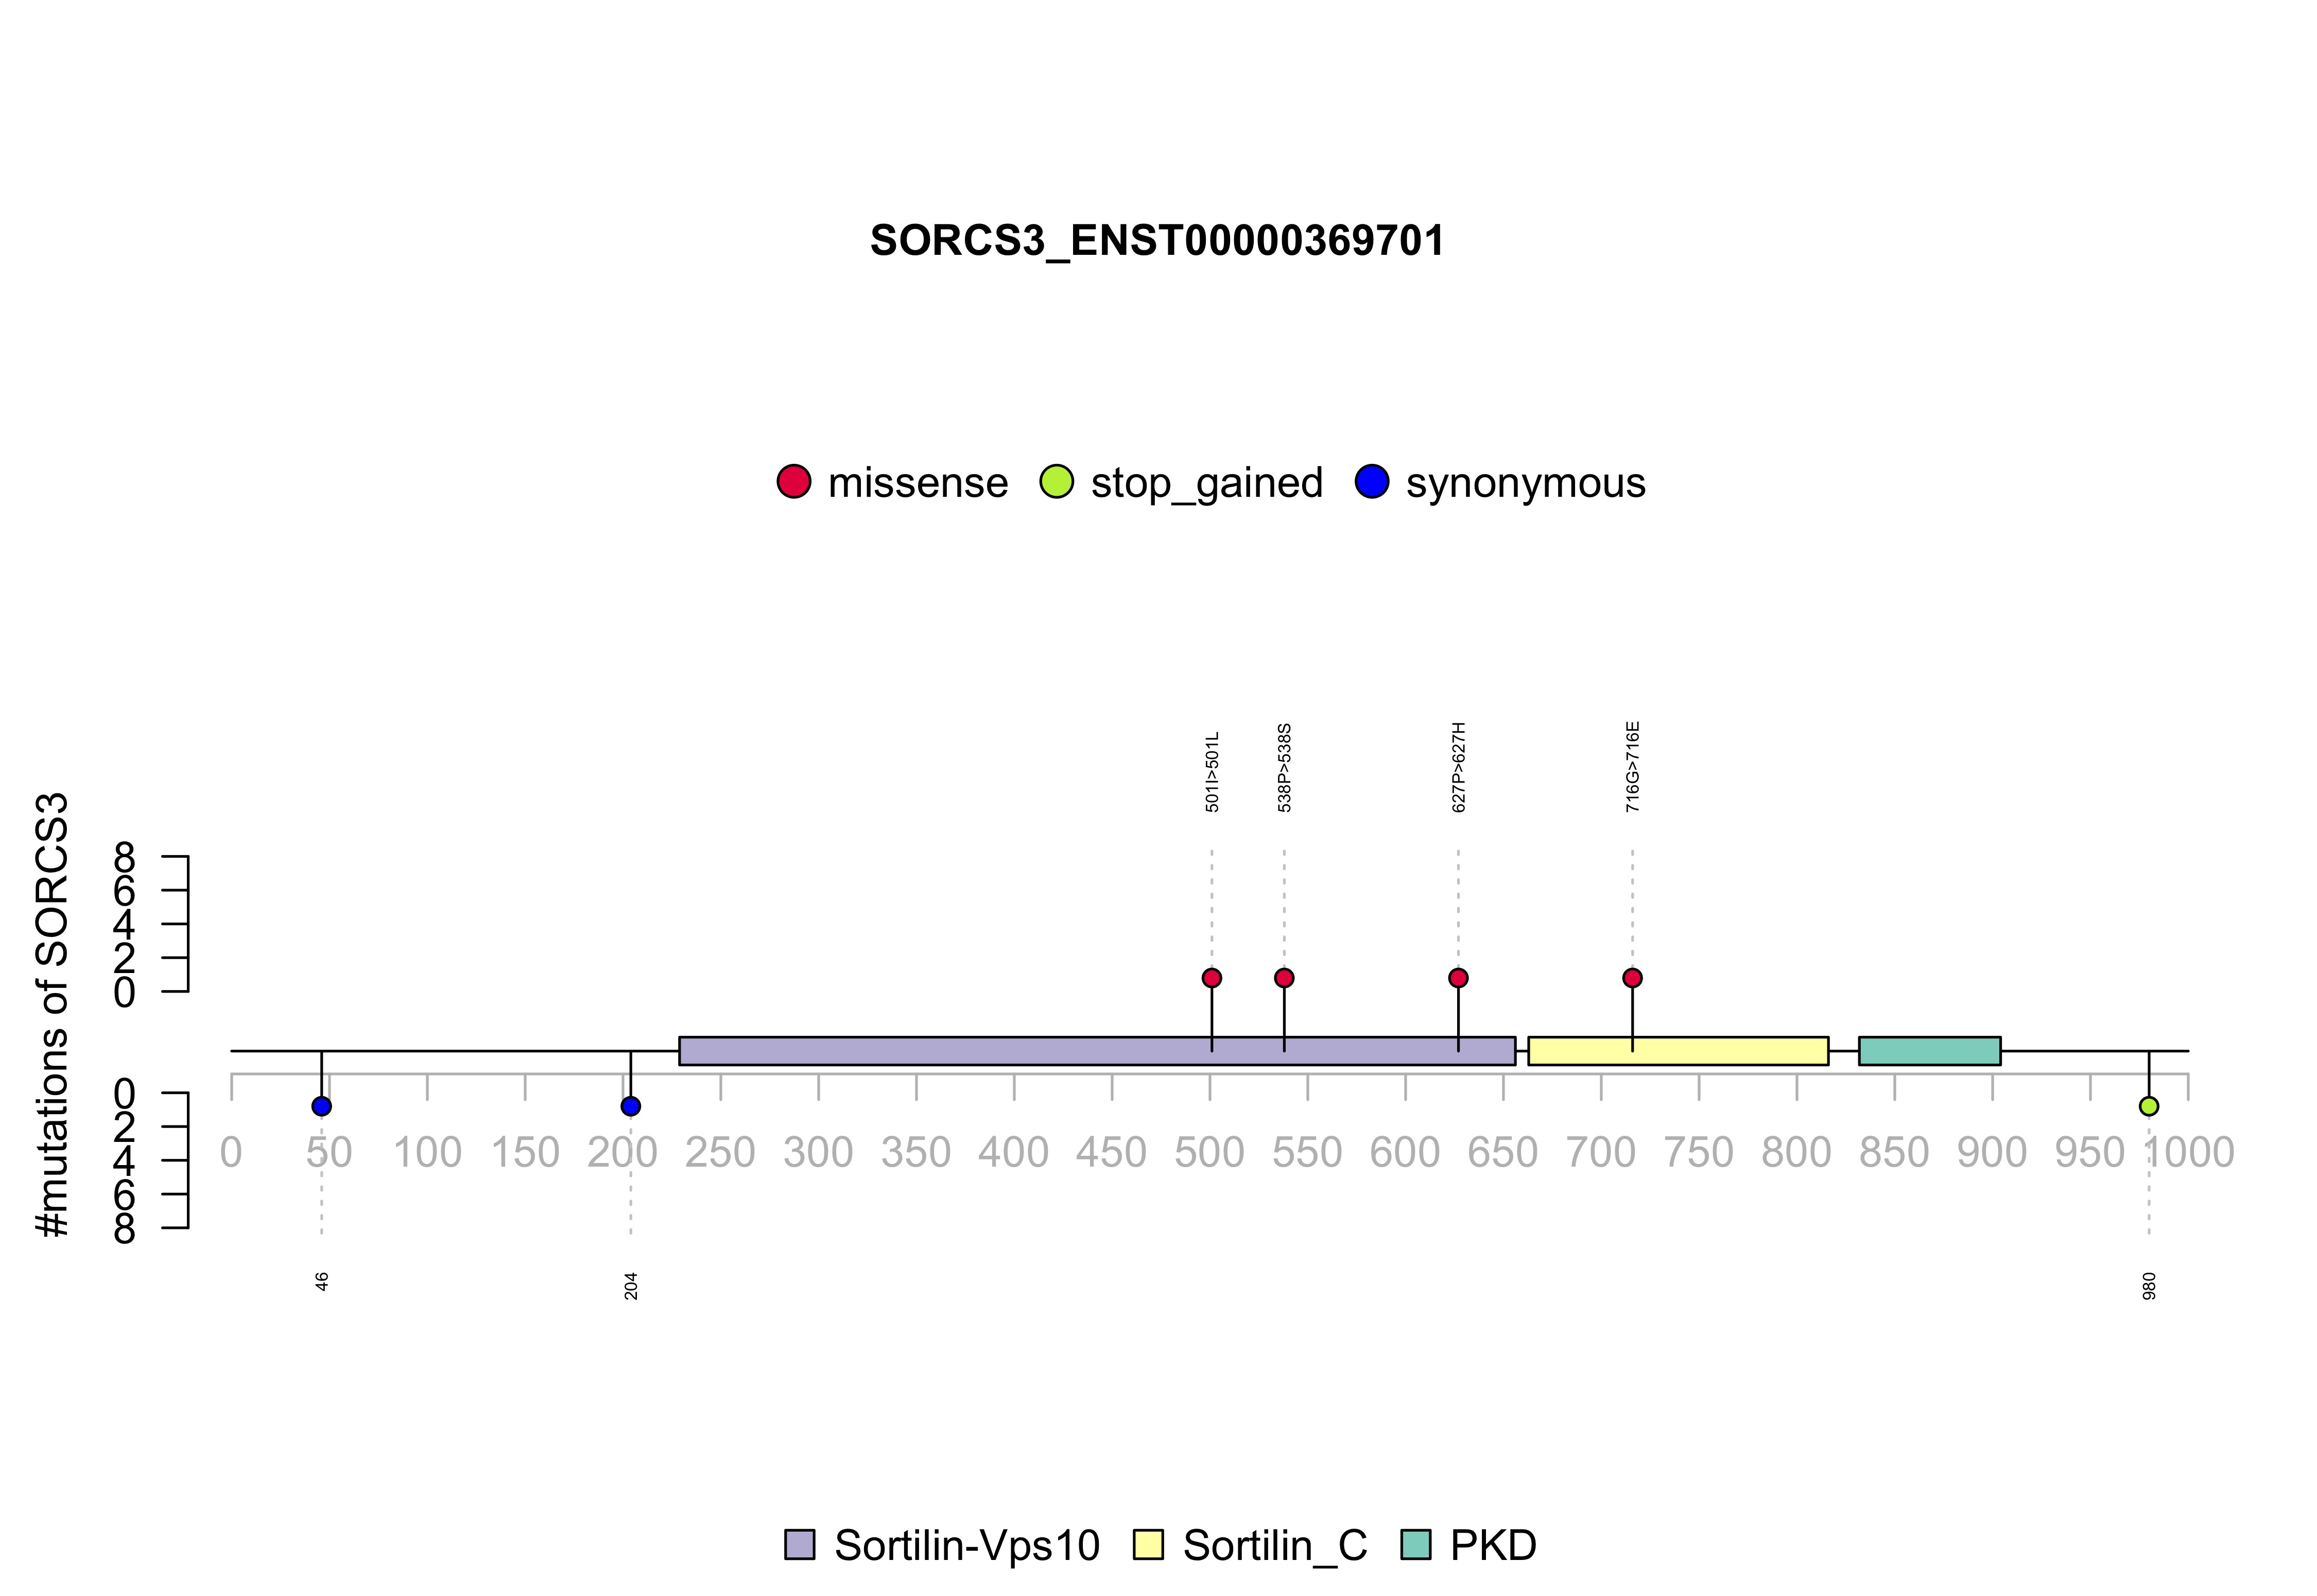 SORCS3_ENST00000369701
missense stop_gained synonymous
501I>501L 538P>538S 627P>627H 716G>716E
#mutations of SORCS3
8
6
4
2
0
0
2
4
6
8
0 50 100 150 200 250 300 350 400 450 500 550 600 650 700 750 800 850 900 950 1000
46 204 980
Sortilin-Vps10 Sortilin_C PKD